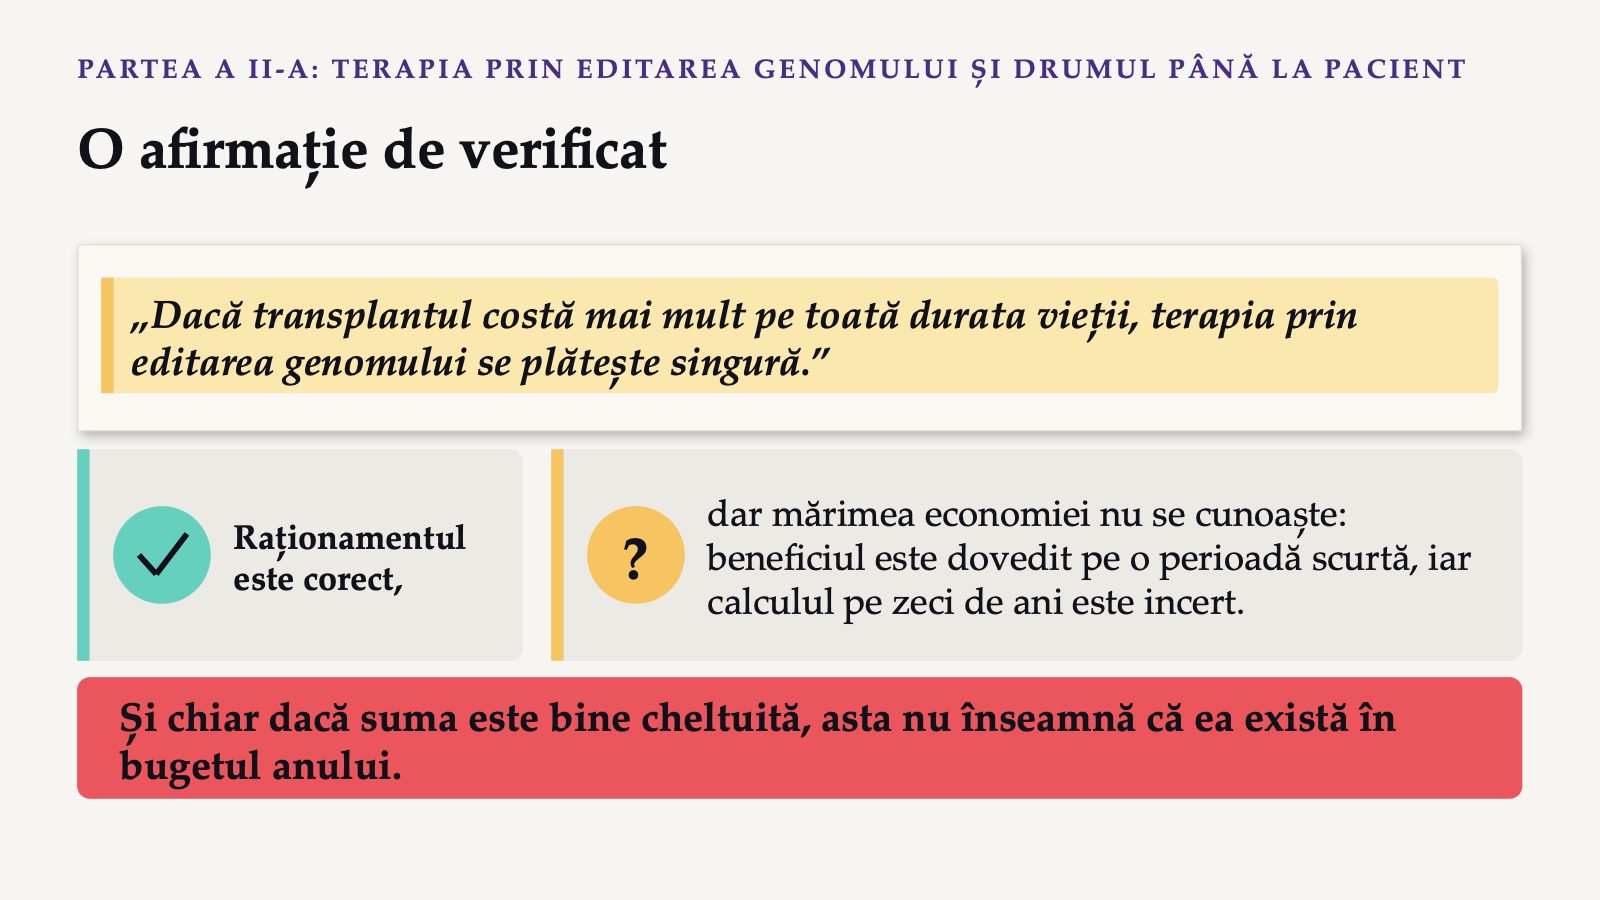 PARTEA A II-A: TERAPIA PRIN EDITAREA GENOMULUI ȘI DRUMUL PÂNĂ LA PACIENT
O afirmație de verificat
„Dacă transplantul costă mai mult pe toată durata vieții, terapia prin
editarea genomului se plătește singură.”
Raționamentul
este corect,
?
dar mărimea economiei nu se cunoaște:
beneficiul este dovedit pe o perioadă scurtă, iar
calculul pe zeci de ani este incert.
Și chiar dacă suma este bine cheltuită, asta nu înseamnă că ea există în
bugetul anului.